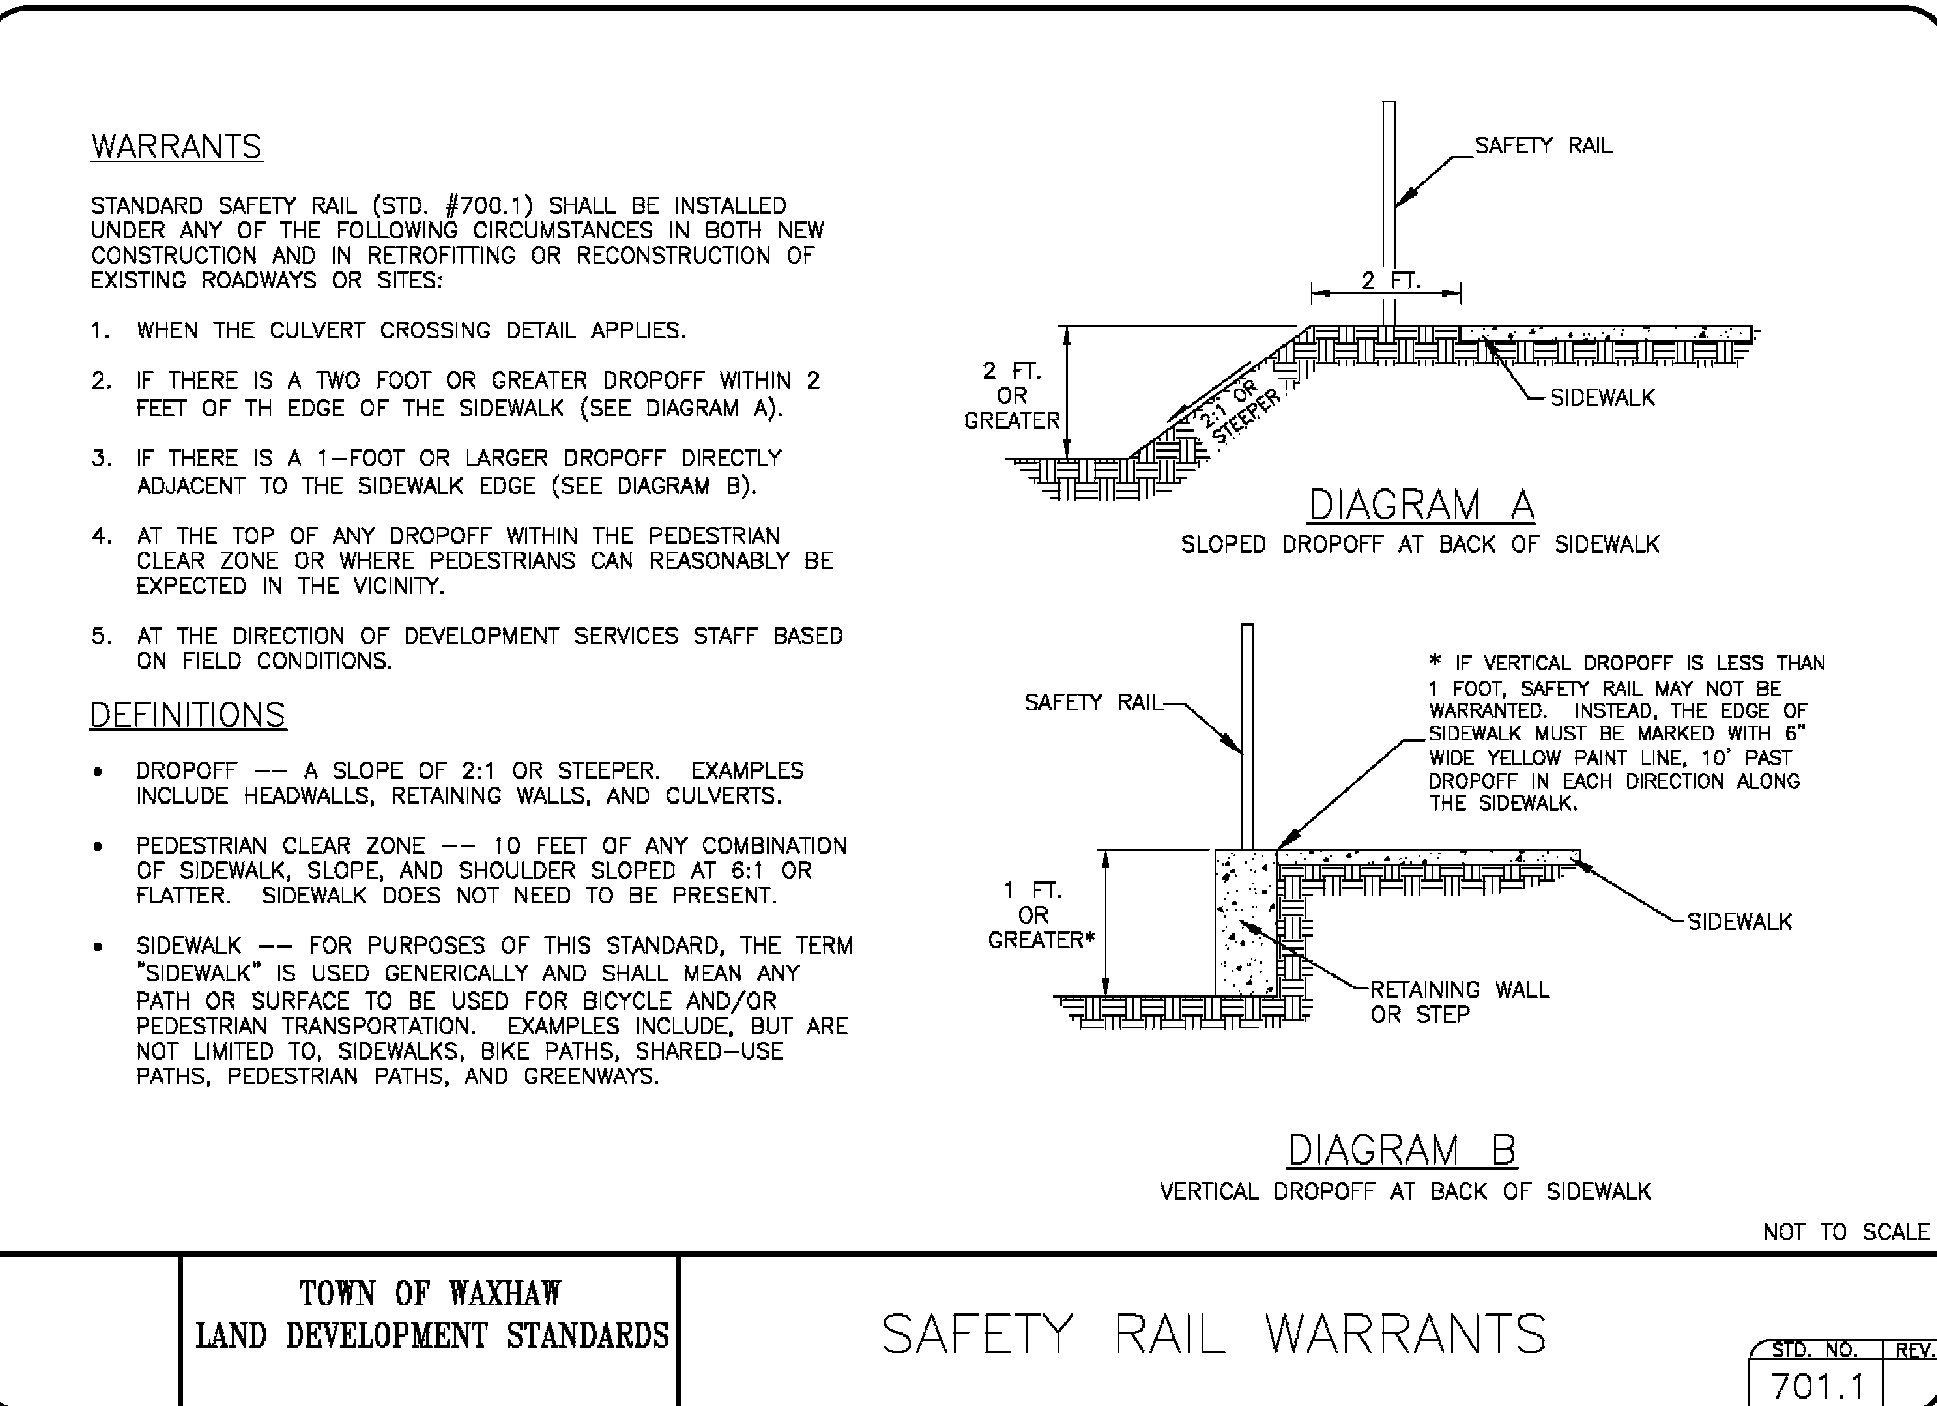 WARRANTS
STANDARD SAFETY RAIL (STD. #700.1) SHALL BE INSTALLED
UNDER ANY OF THE FOLLOWING CIRCUMSTANCES IN BOTH NEW
CONSTRUCTION AND IN RETROFITTING OR RECONSTRUCTION OF
EXISTING ROADWAYS OR SITES:
1. WHEN THE CULVERT CROSSING DETAIL APPLIES.
2. IF THERE IS A TWO FOOT OR GREATER DROPOFF WITHIN 2
FEET OF TH EDGE OF THE SIDEWALK (SEE DIAGRAM A).
3. IF THERE IS A 1-FOOT OR LARGER DROPOFF DIRECTLY
ADJACENT TO THE SIDEWALK EDGE (SEE DIAGRAM B).
4. AT THE TOP OF ANY DROPOFF WITHIN THE PEDESTRIAN
CLEAR ZONE OR WHERE PEDESTRIANS CAN REASONABLY BE
EXPECTED IN THE VICINITY.
5. AT THE DIRECTION OF DEVELOPMENT SERVICES STAFF BASED
ON FIELD CONDITIONS.
DEFINITIONS
• DROPOFF -- A SLOPE OF 2:1 OR STEEPER. EXAMPLES
INCLUDE HEADWALLS, RETAINING WALLS, AND CULVERTS.
• PEDESTRIAN CLEAR ZONE -- 10 FEET OF ANY COMBINATION
OF SIDEWALK, SLOPE, AND SHOULDER SLOPED AT 6:1 OR
FLATTER. SIDEWALK DOES NOT NEED TO BE PRESENT.
• SIDEWALK -- FOR PURPOSES OF THIS STANDARD, THE TERM
"SIDEWALK" IS USED GENERICALLY AND SHALL MEAN ANY
PATH OR SURFACE TO BE USED FOR BICYCLE AND/OR
PEDESTRIAN TRANSPORTATION. EXAMPLES INCLUDE, BUT ARE
NOT LIMITED TO, SIDEWALKS, BIKE PATHS, SHARED-USE
PATHS, PEDESTRIAN PATHS, AND GREENWAYS.
SAFETY RAIL
2 FT.
2 FT.
OR
GREATER
2:1 OR
STEEPER
SIDEWALK
DIAGRAM A
SLOPED DROPOFF AT BACK OF SIDEWALK
SAFETY RAIL
* IF VERTICAL DROPOFF IS LESS THAN
1 FOOT, SAFETY RAIL MAY NOT BE
WARRANTED. INSTEAD, THE EDGE OF
SIDEWALK MUST BE MARKED WITH 6"
WIDE YELLOW PAINT LINE, 10' PAST
DROPOFF IN EACH DIRECTION ALONG
THE SIDEWALK.
1 FT.
OR
GREATER*
SIDEWALK
RETAINING WALL
OR STEP
DIAGRAM B
VERTICAL DROPOFF AT BACK OF SIDEWALK
NOT TO SCALE
TOWN OF WAXHAW
LAND DEVELOPMENT STANDARDS
SAFETY RAIL WARRANTS
STD. NO. REV.
701.1